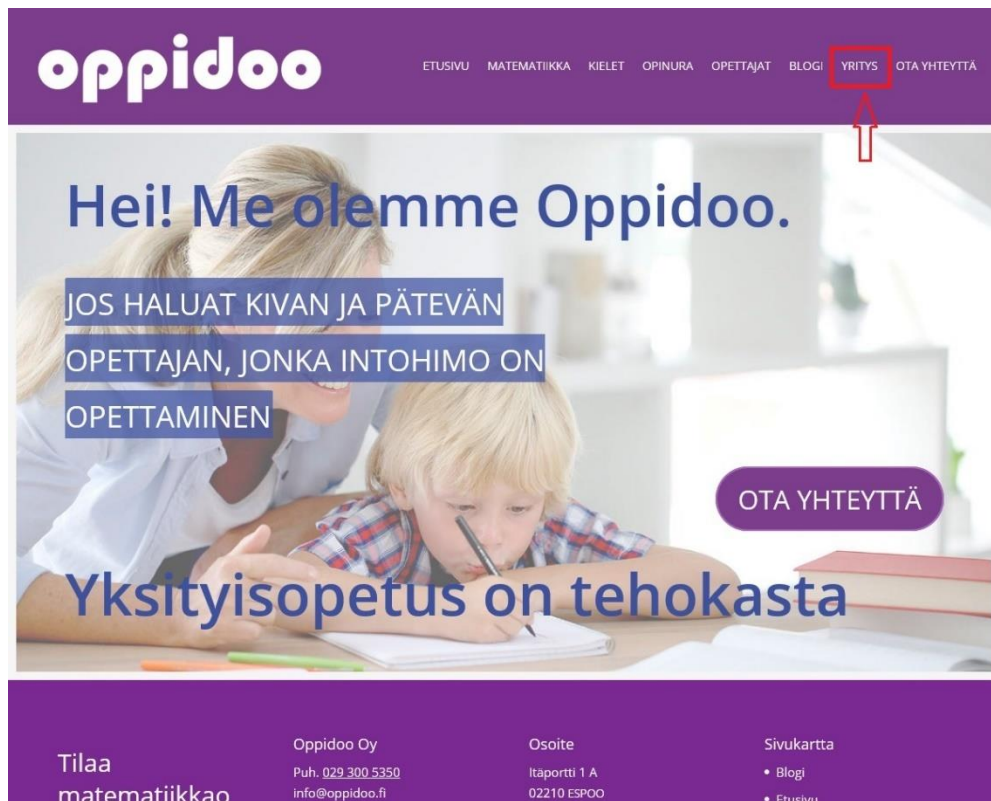 oppidoo
ETUSIVU MATEMATIIKKA KIELET OPINURA OPETTAJAT BLOGI YRITYS OTA YHTEYTTÄ
Hei! Me olemme Oppidoo.
JOS HALUAT KIVAN JA PÄTEVÄN
OPETTAJAN, JONKA INTOHIMO ON
OPETTAMINEN
OTA YHTEYTTÄ
Yksityisopetus on tehokasta
Tilaa
matematiikkao
Oppidoo Oy
Puh. 029 300 5350
info@oppidoo.fi
Osoite
Itäportti 1 A
02210 ESPOO
Sivukartta
• Blogi
• Etusivu